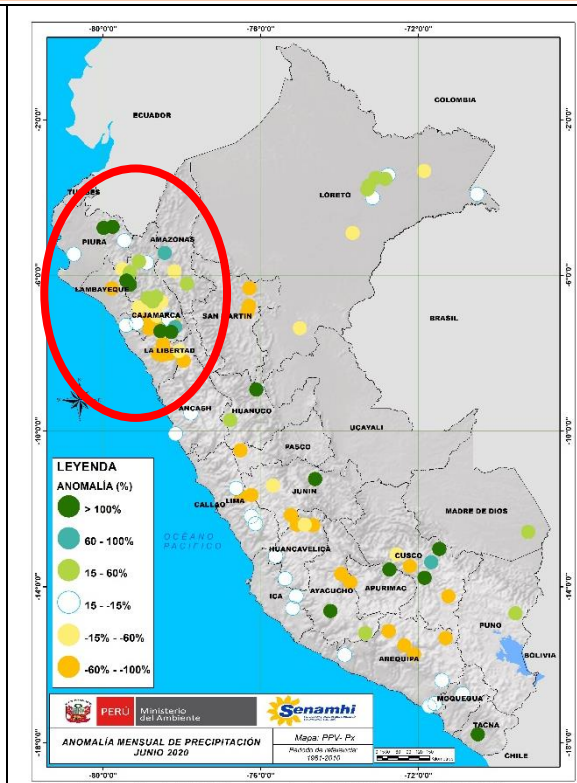 -80°0'0"
-76°0'0"
-72°0'0"
-2°0'0"
-6°0'0"
-10°0'0"
-14°0'0"
-18°0'0"
COLOMBIA
ECUADOR
TUMBES
LORETO
PIURA
AMAZONAS
LAMBAYEQUE
CAJAMARCA
SAN MARTIN
BRASIL
LA LIBERTAD
ANCASH
HUANUCO
UCAYALI
PASCO
JUNIN
CALLAO
LIMA
MADRE DE DIOS
OCÉANO
PACIFICO
HUANCAVELICA
CUSCO
ICA
AYACUCHO
APURIMAC
PUNO
AREQUIPA
BOLIVIA
MOQUEGUA
TACNA
CHILE
LEYENDA
ANOMALÍA (%)
> 100%
60 - 100%
15 - 60%
15 - -15%
-15% - -60%
-60% - -100%
PERÚ Ministerio
del Ambiente
Senamhi
ANOMALÍA MENSUAL DE PRECIPITACIÓN
JUNIO 2020
Mapa: PPV- Px
Periodo de referencia:
1981-2010